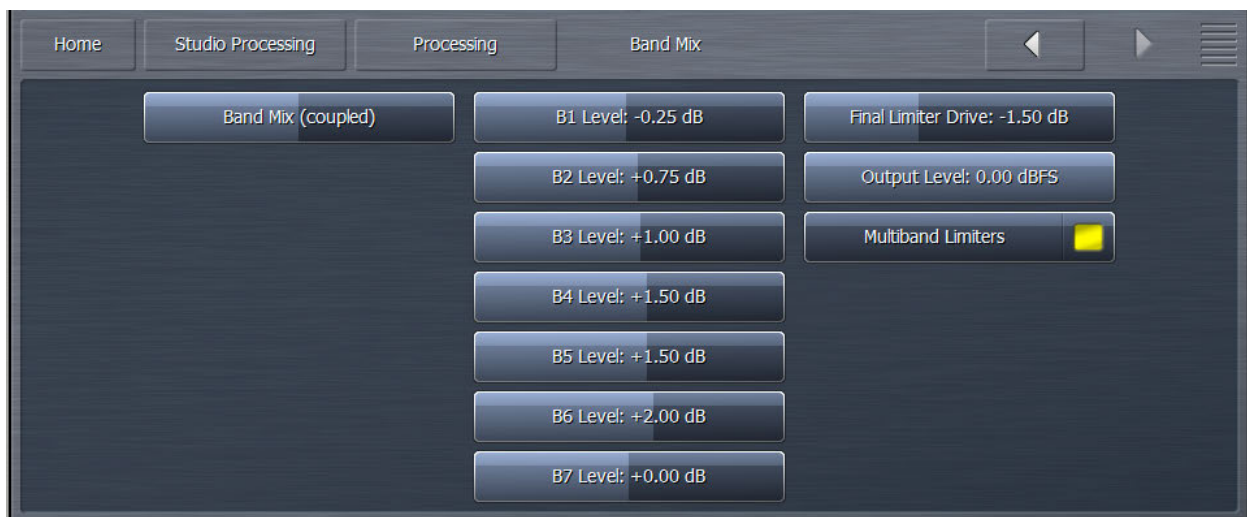 Home
Studio Processing
Processing
Band Mix
Band Mix (coupled)
B1 Level: -0.25 dB
B2 Level: +0.75 dB
B3 Level: +1.00 dB
B4 Level: +1.50 dB
B5 Level: +1.50 dB
B6 Level: +2.00 dB
B7 Level: +0.00 dB
Final Limiter Drive: -1.50 dB
Output Level: 0.00 dBFS
Multiband Limiters